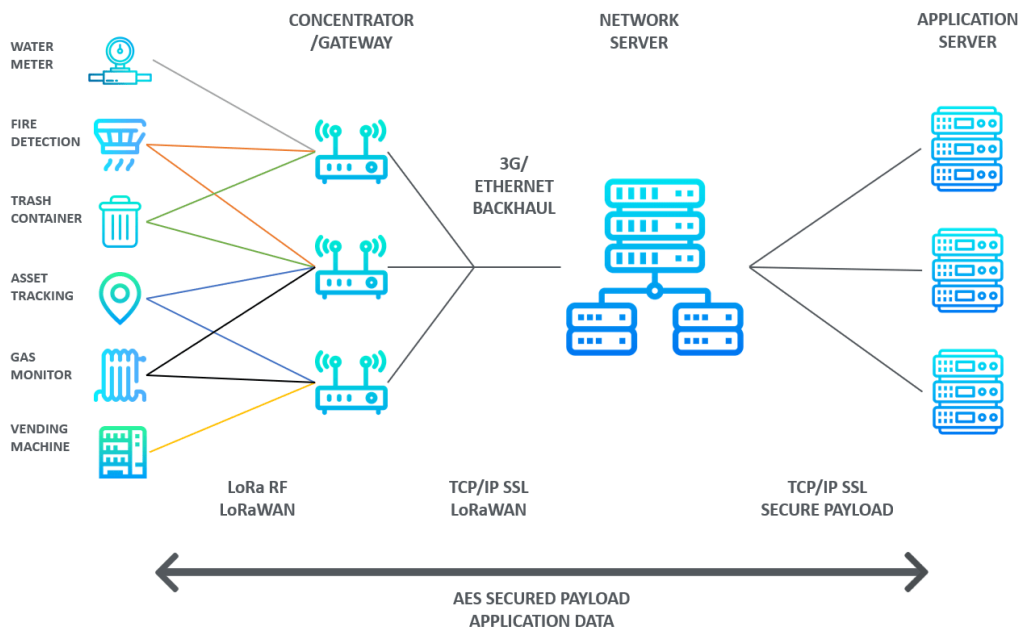 CONCENTRATOR
/GATEWAY
NETWORK
SERVER
APPLICATION
SERVER
WATER
METER
FIRE
DETECTION
TRASH
CONTAINER
ASSET
TRACKING
GAS
MONITOR
VENDING
MACHINE
3G/
ETHERNET
BACKHAUL
LoRa RF
LoRaWAN
TCP/IP SSL
LoRaWAN
TCP/IP SSL
SECURE PAYLOAD
AES SECURED PAYLOAD
APPLICATION DATA